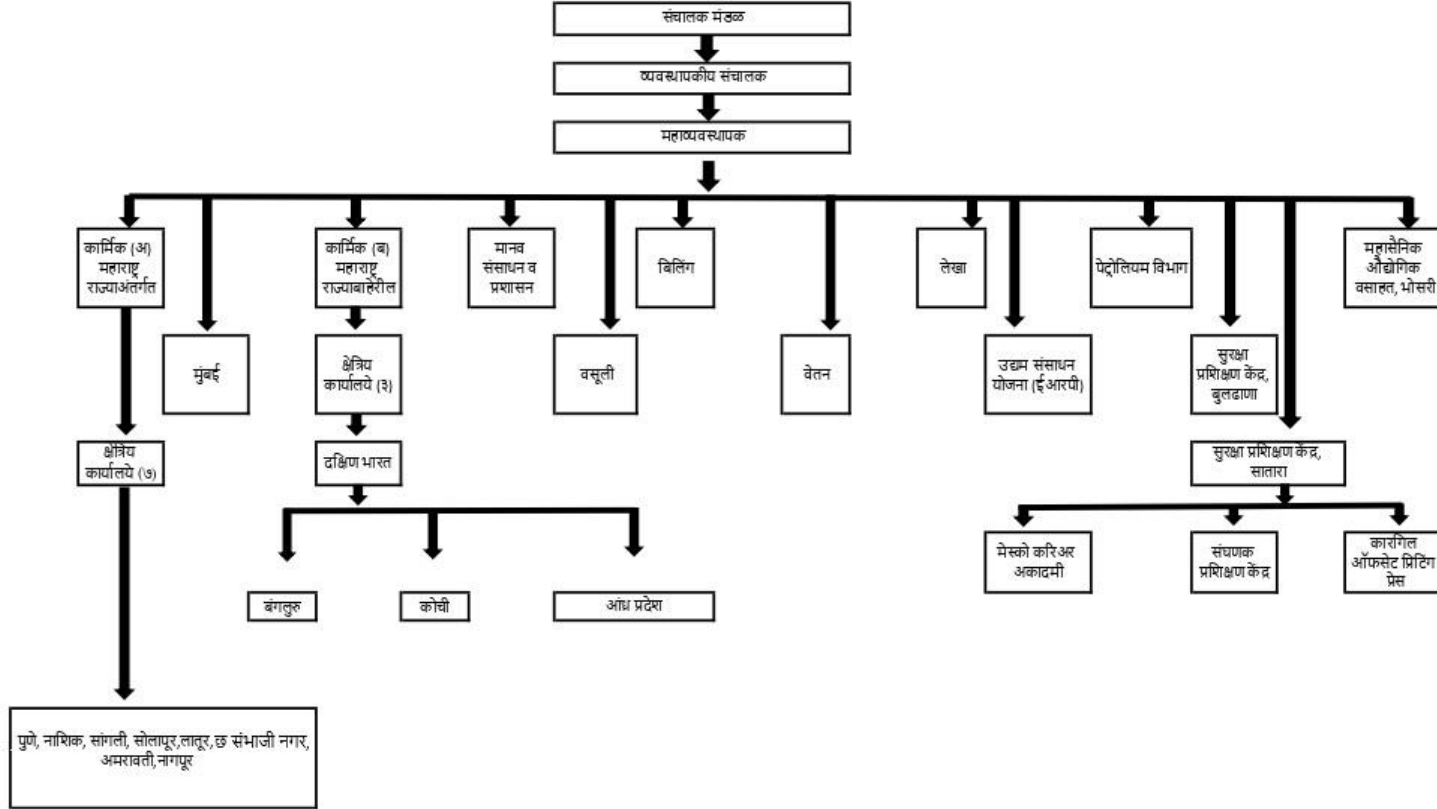 संचालक मंडळ
व्यवस्थापकीय संचालक
महाव्यवस्थापक
कार्मिक (अ)
महाराष्ट्र
राज्याअंतर्गत
कार्मिक (ब)
महाराष्ट्र
राज्याबाहेरील
मानव
संसाधन व
प्रशासन
बिलिंग
लेखा
पेट्रोलियम विभाग
महासैनिक
औद्योगिक
वसाहत, भोसरी
मुंबई
क्षेत्रिय
कार्यालये (३)
वसूली
वेतन
उद्यम संसाधन
योजना (ईआरपी)
सुरक्षा
प्रशिक्षण केंद्र,
बुलढाणा
क्षेत्रिय
कार्यालये (७)
दक्षिण भारत
सुरक्षा प्रशिक्षण केंद्र,
सातारा
मेस्को करिअर
अकादमी
संघणक
प्रशिक्षण केंद्र
कारगिल
ऑफसेट प्रिटिंग
प्रेस
बंगलुरु
कोची
आंध्र प्रदेश
पुणे, नाशिक, सांगली, सोलापूर,लातूर,छ संभाजी नगर,
अमरावती,नागपूर